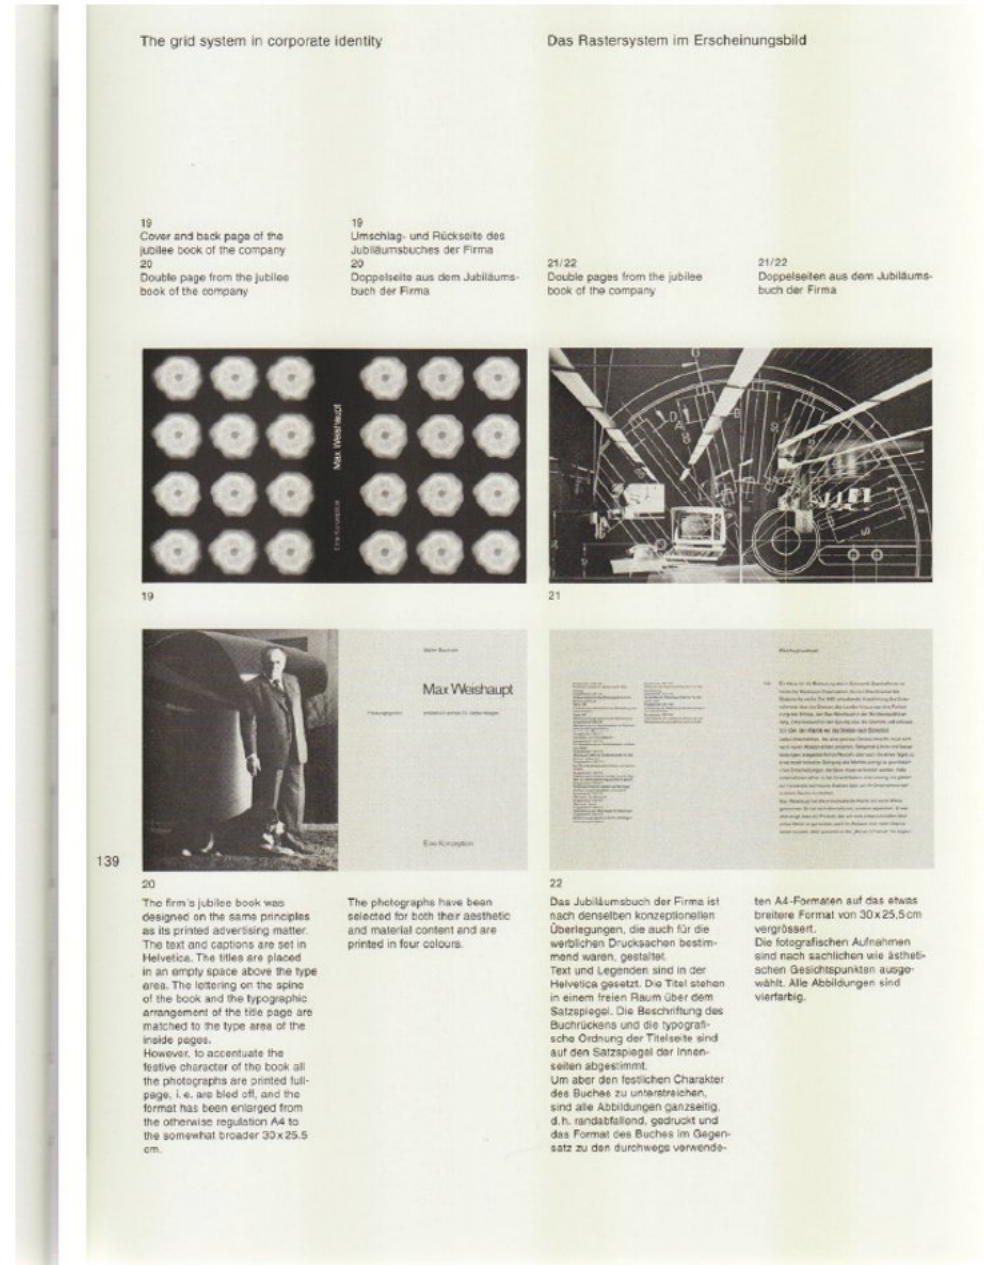 The grid system in corporate identity
Das Rastersystem im Erscheinungsbild
19
Cover and back page of the
jubilee book of the company
20
Double page from the jubilee
book of the company
19
Umschlag- und Rückseite des
Jubiläumsbuches der Firma
20
Doppelseite aus dem Jubiläums-
buch der Firma
21/22
Double pages from the jubilee
book of the company
21/22
Doppelseiten aus dem Jubiläums-
buch der Firma
Max Weishaupt
Eine Konzeption
19
21
Max Weishaupt
Eine Konzeption
139
20
The firm's jubilee book was
designed on the same principles
as its printed advertising matter.
The text and captions are set in
Helvetica. The titles are placed
in an empty space above the type
area. The lettering on the spine
of the book and the typographic
arrangement of the title page are
matched to the type area of the
inside pages.
However, to accentuate the
festive character of the book all
the photographs are printed full-
page, i.e. are bled off, and the
format has been enlarged from
the otherwise regulation A4 to
the somewhat broader 30x25.5
cm.
The photographs have been
selected for both their aesthetic
and material content and are
printed in four colours.
22
Das Jubiläumsbuch der Firma ist
nach denselben konzeptionellen
Überlegungen, die auch für die
werblichen Drucksachen bestim-
mend waren, gestaltet.
Text und Legenden sind in der
Helvetica gesetzt. Die Titel stehen
in einem freien Raum über dem
Satzspiegel. Die Beschriftung des
Buchrückens und die typografi-
sche Ordnung der Titelseite sind
auf den Satzspiegel der Innen-
seiten abgestimmt.
Um aber den festlichen Charakter
des Buches zu unterstreichen,
sind alle Abbildungen ganzseitig,
d.h. randabfallend, gedruckt und
das Format des Buches im Gegen-
satz zu den durchwegs verwende-
ten A4-Formaten auf das etwas
breitere Format von 30x25,5cm
vergrössert.
Die fotografischen Aufnahmen
sind nach sachlichen wie ästheti-
schen Gesichtspunkten ausge-
wählt. Alle Abbildungen sind
vierfarbig.